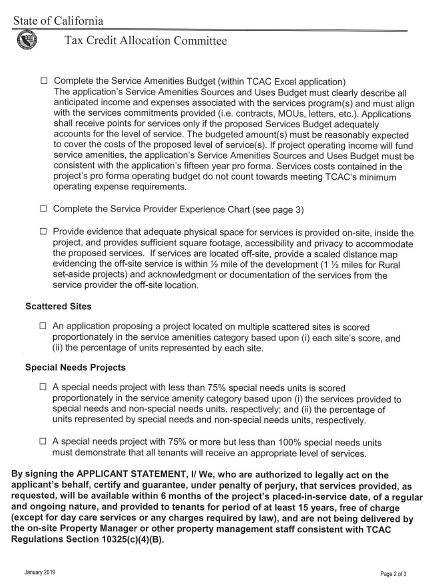 State of California
Tax Credit Allocation Committee
☐ Complete the Service Amenities Budget (within TCAC Excel application)
The application's Service Amenities Sources and Uses Budget must clearly describe all
anticipated income and expenses associated with the services program(s) and must align
with the services commitments provided (i.e. contracts, MOUs, letters, etc.). Applications
shall receive points for services only if the proposed Services Budget adequately
accounts for the level of service. The budgeted amount(s) must be reasonably expected
to cover the costs of the proposed level of service(s). If project operating income will fund
service amenities, the application's Service Amenities Sources and Uses Budget must be
consistent with the application's fifteen year pro forma. Services costs contained in the
project's pro forma operating budget do not count towards meeting TCAC's minimum
operating expense requirements.
☐ Complete the Service Provider Experience Chart (see page 3)
☐ Provide evidence that adequate physical space for services is provided on-site, inside the
project, and provides sufficient square footage, accessibility and privacy to accommodate
the proposed services. If services are located off-site, provide a scaled distance map
evidencing the off-site service is within ½ mile of the development (1 ½ miles for Rural
set-aside projects) and acknowledgment or documentation of the services from the
service provider the off-site location.
Scattered Sites
☐ An application proposing a project located on multiple scattered sites is scored
proportionately in the services amenities category based upon (i) each site's score, and
(ii) the percentage of units represented by each site.
Special Needs Projects
☐ A special needs project with less than 75% special needs units is scored
proportionately in the service amenity category based upon (i) the services provided to
special needs and non-special needs units, respectively; and (ii) the percentage of
units represented by special needs and non-special needs units, respectively.
☐ A special needs project with 75% or more but less than 100% special needs units
must demonstrate that all tenants will receive an appropriate level of services.
By signing the APPLICANT STATEMENT, I/ We, who are authorized to legally act on the
applicant's behalf, certify and guarantee, under penalty of perjury, that services provided, as
requested, will be available within 6 months of the project's placed-in-service date, of a regular
and ongoing nature, and provided to tenants for period of at least 15 years, free of charge
(except for day care services or any charges required by law), and are not being delivered by
the on-site Property Manager or other property management staff consistent with TCAC
Regulations Section 10325(c)(4)(B).
January 2019
Page 2 of 3